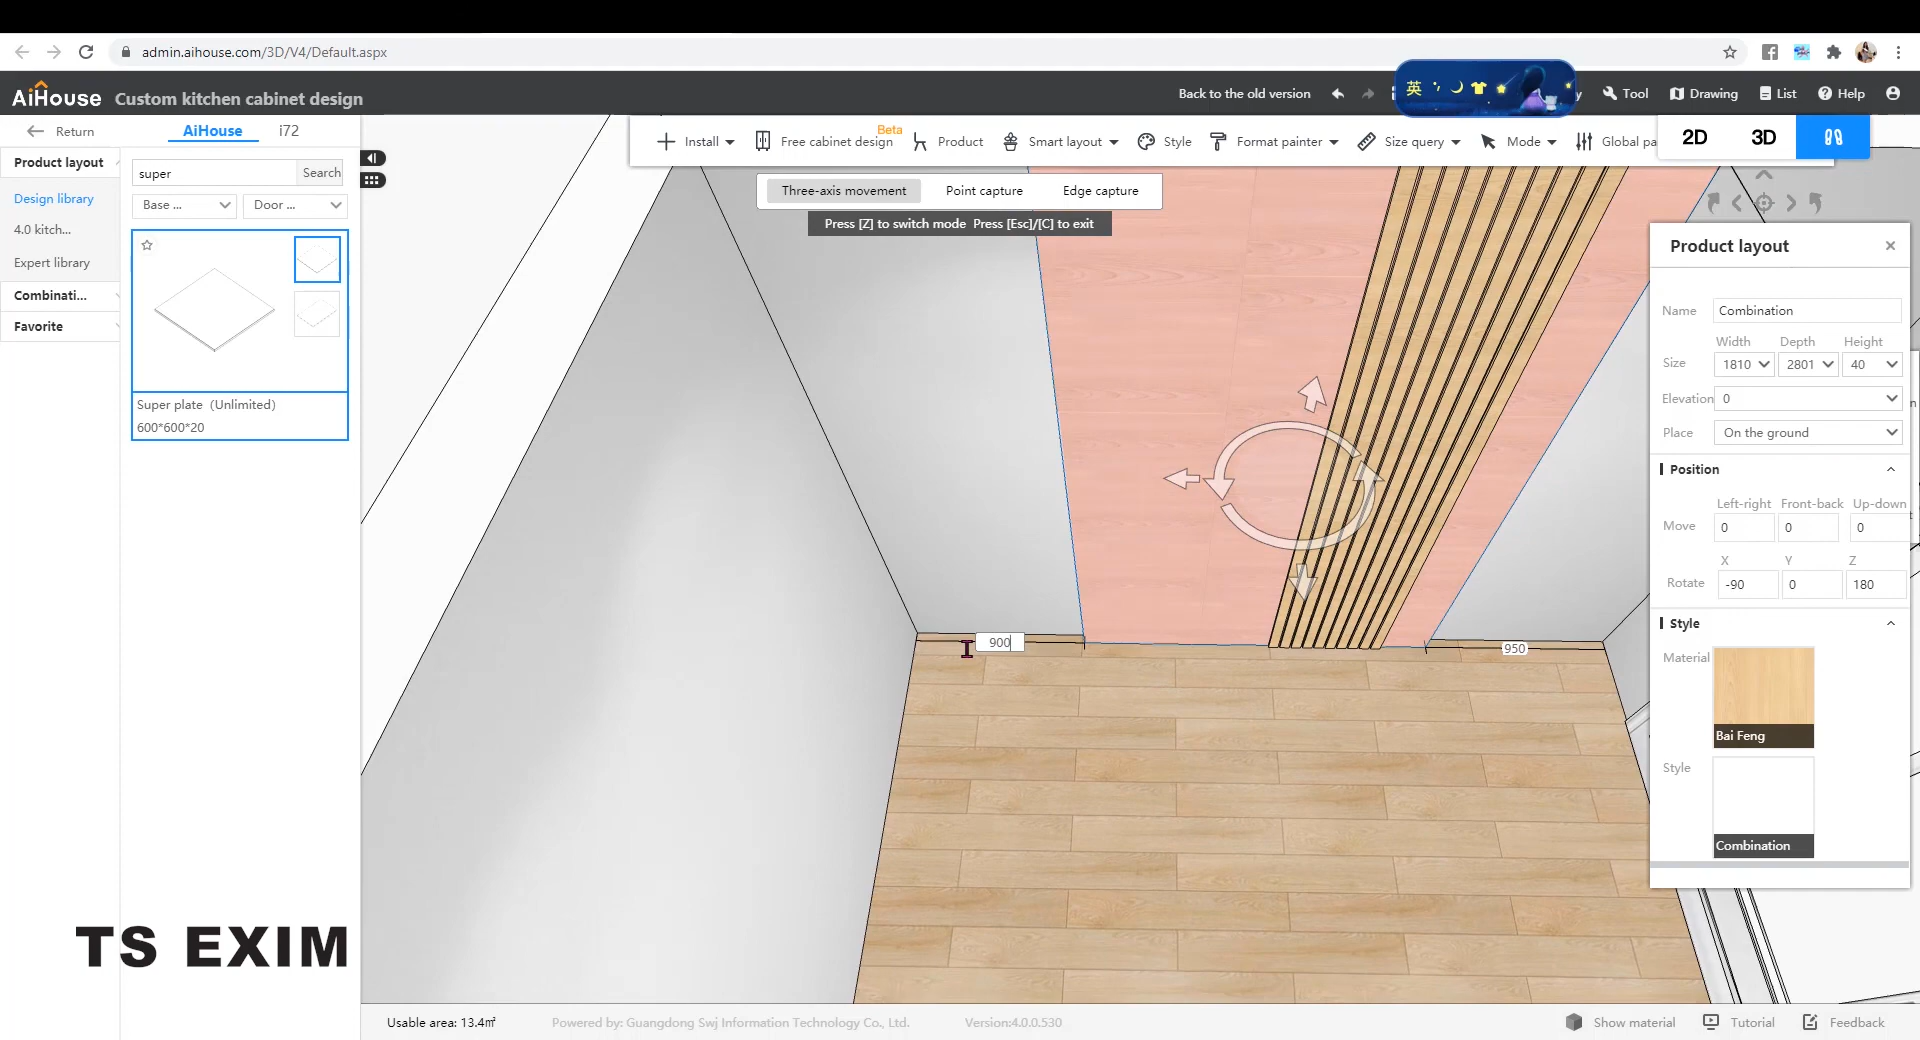 admin.aihouse.com/3D/V4/Default.aspx
AiHouse Custom kitchen cabinet design
Back to the old version
英
Tool
Drawing
List
Help
Return
AiHouse
i72
Product layout
Design library
4.0 kitch...
Expert library
Combinati...
Favorite
super
Search
Base ...
Door ...
Super plate (Unlimited)
600*600*20
Install
Free cabinet design
Beta
Product
Smart layout
Style
Format painter
Size query
Mode
Global pa
2D
3D
Three-axis movement
Point capture
Edge capture
Press [Z] to switch mode Press [Esc]/[C] to exit
900
950
Product layout
Name
Combination
Width
Depth
Height
Size
1810
2801
40
Elevation
0
Place
On the ground
Position
Left-right
Front-back
Up-down
Move
0
0
0
X
Y
Z
Rotate
-90
0
180
Style
Material
Bai Feng
Style
Combination
TS EXIM
Usable area: 13.4㎡
Powered by: Guangdong Swj Information Technology Co., Ltd.
Version:4.0.0.530
Show material
Tutorial
Feedback